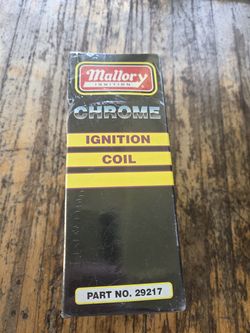 Mallory
IGNITION
CHROME
IGNITION
COIL
PART NO. 29217